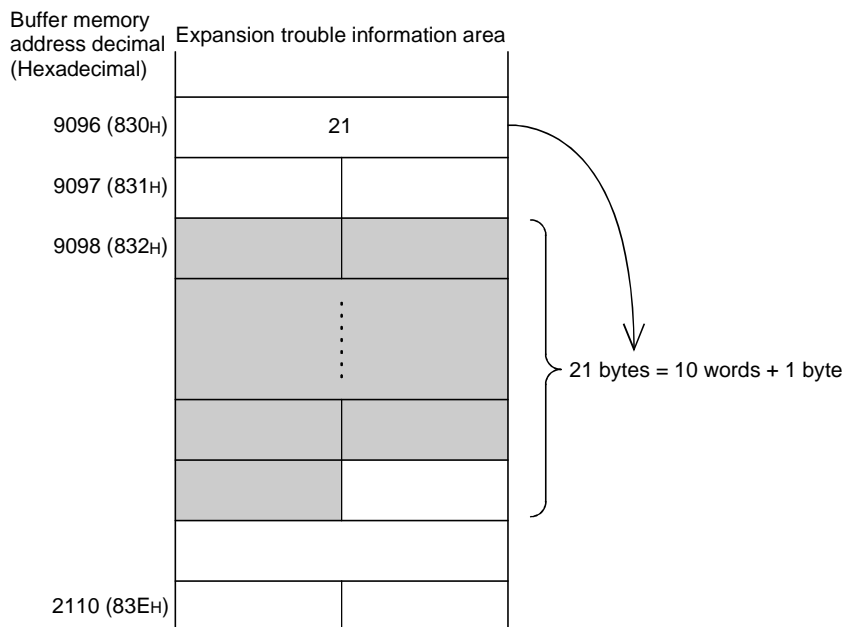 Buffer memory
address decimal
(Hexadecimal)
Expansion trouble information area
9096 (830H)
21
9097 (831H)
9098 (832H)
21 bytes = 10 words + 1 byte
2110 (83EH)